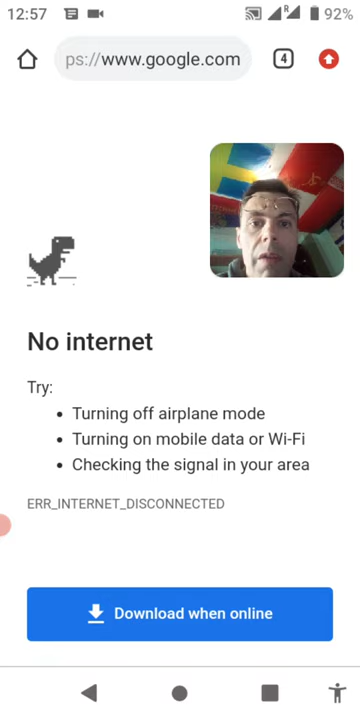 12:57 R 92%
ps://www.google.com 4
No internet
Try:
• Turning off airplane mode
• Turning on mobile data or Wi-Fi
• Checking the signal in your area
ERR_INTERNET_DISCONNECTED
Download when online